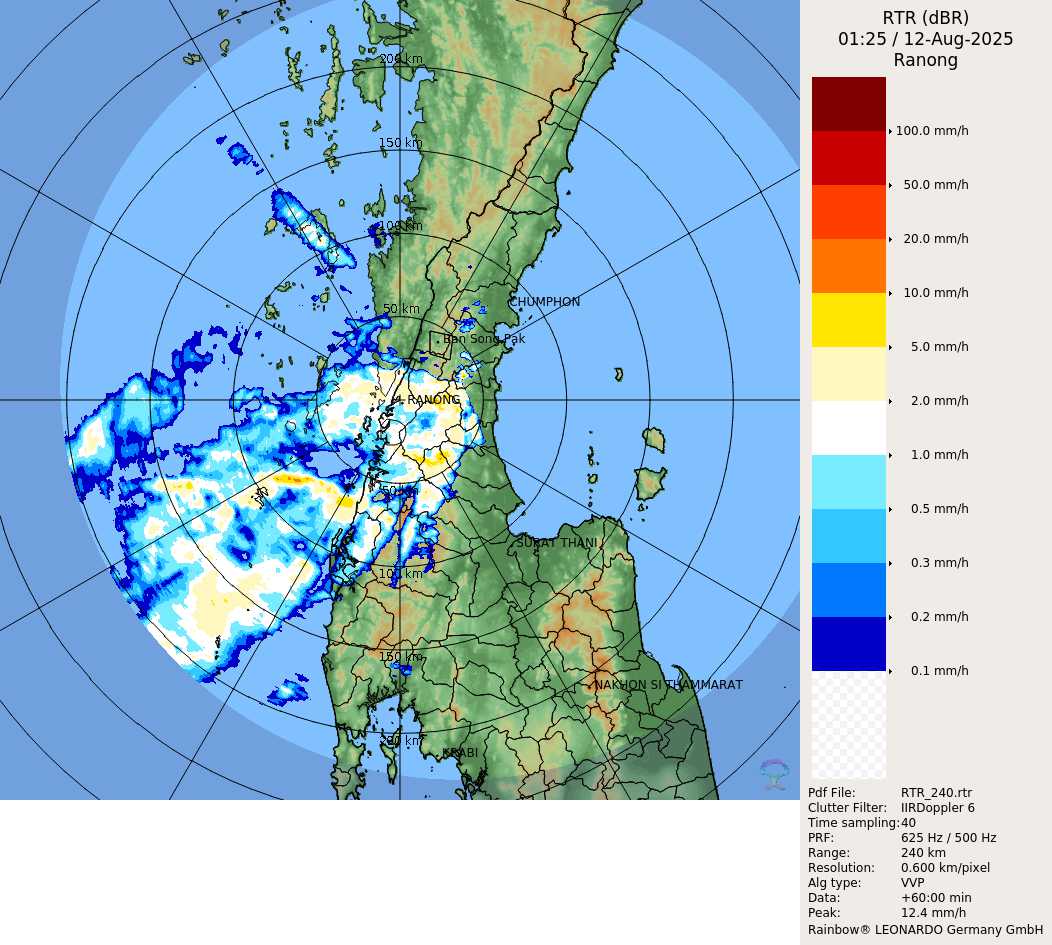 RTR (dBR)
01:25 / 12-Aug-2025
Ranong
200 km
150 km
100 km
50 km
CHUMPHON
Ban Song Pak
RANONG
50 km
SURAT THANI
100 km
150 km
NAKHON SI THAMMARAT
200 km
KRABI
100.0 mm/h
50.0 mm/h
20.0 mm/h
10.0 mm/h
5.0 mm/h
2.0 mm/h
1.0 mm/h
0.5 mm/h
0.3 mm/h
0.2 mm/h
0.1 mm/h
Pdf File: RTR_240.rtr
Clutter Filter: IIRDoppler 6
Time sampling: 40
PRF: 625 Hz / 500 Hz
Range: 240 km
Resolution: 0.600 km/pixel
Alg type: VVP
Data: +60:00 min
Peak: 12.4 mm/h
Rainbow® LEONARDO Germany GmbH